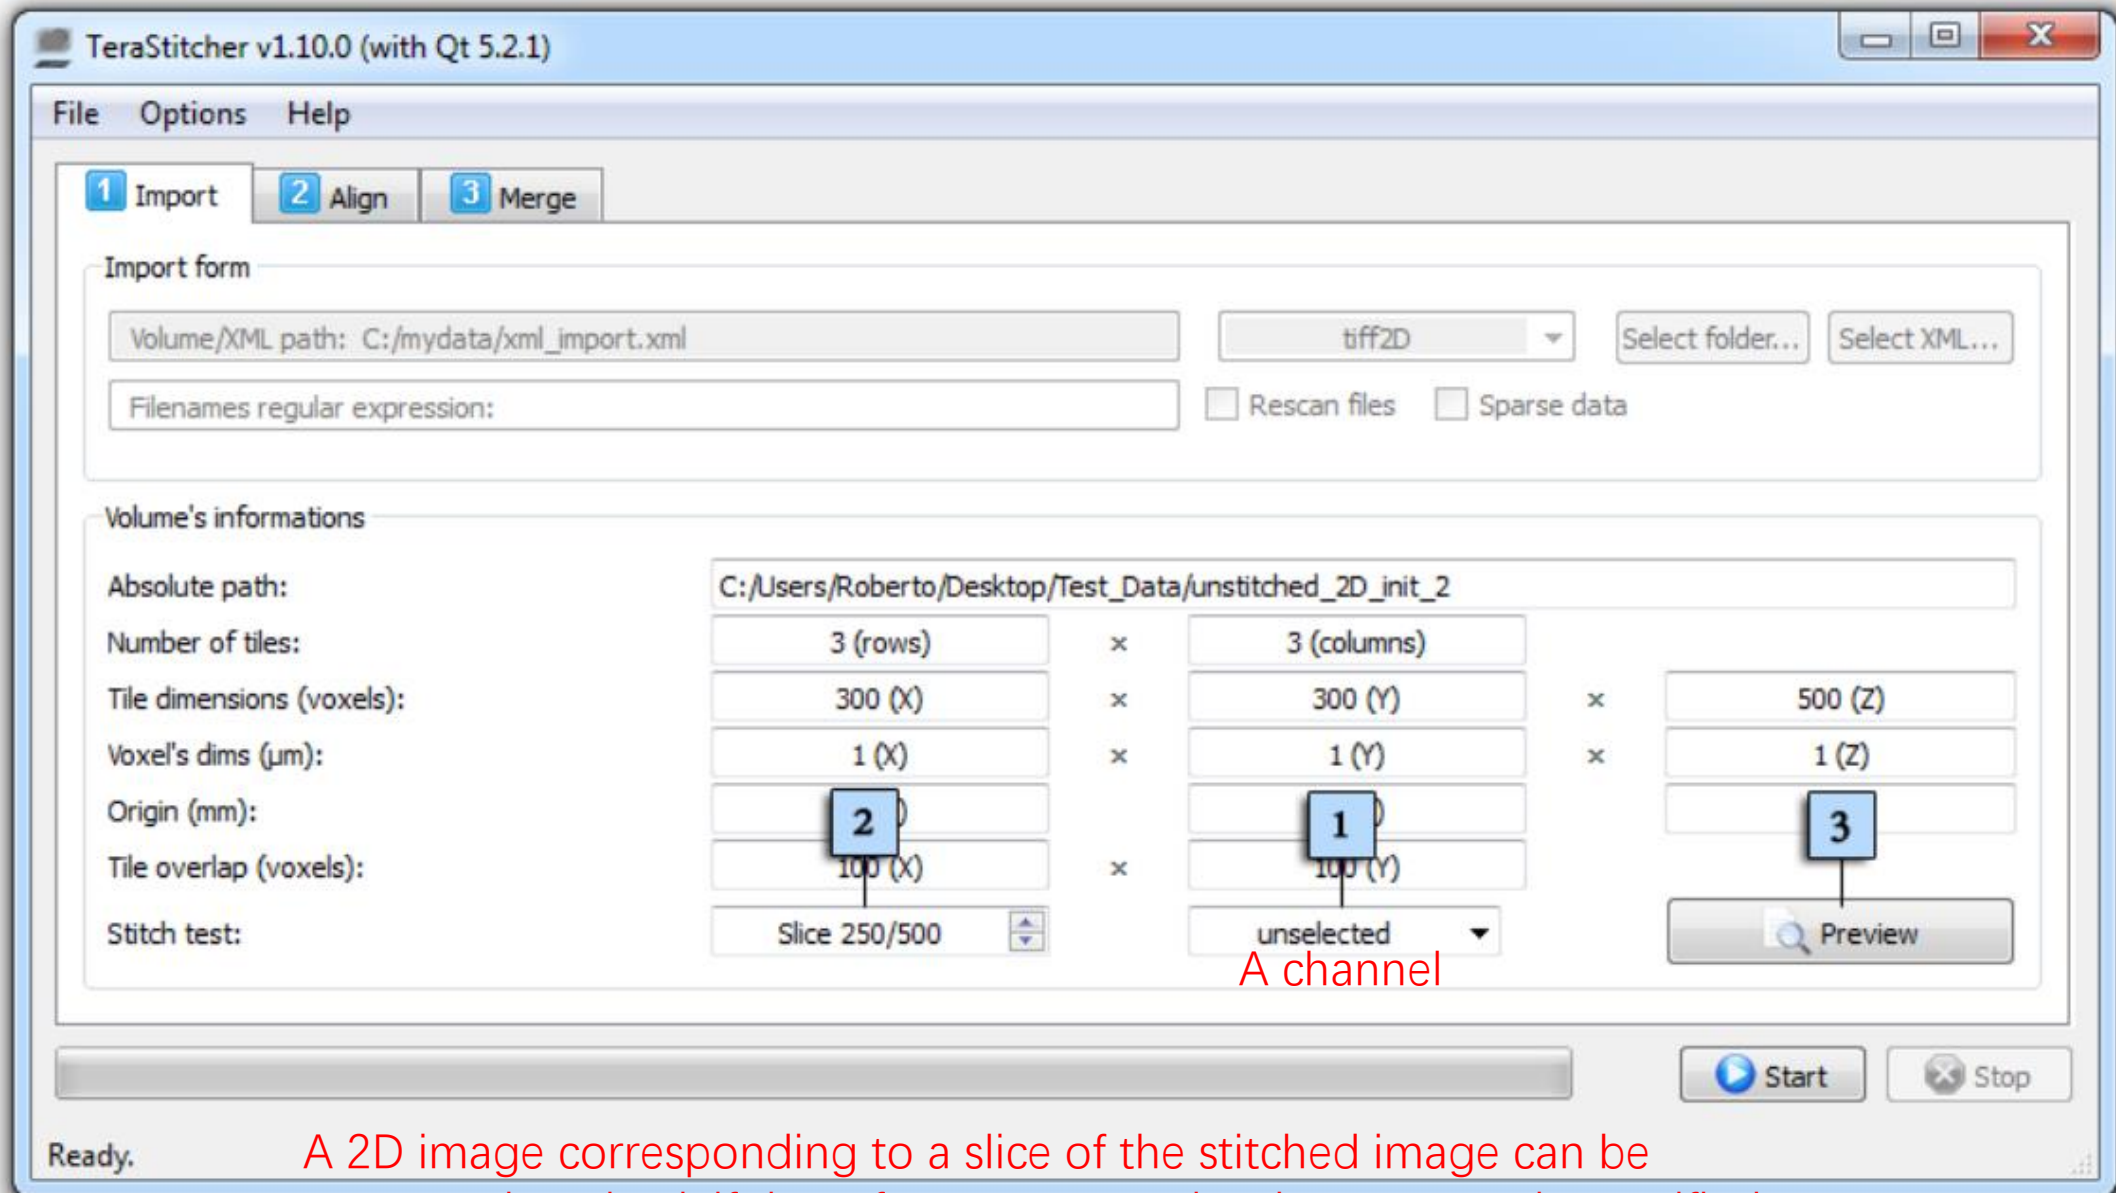 TeraStitcher v1.10.0 (with Qt 5.2.1)
File Options Help
1 Import 2 Align 3 Merge
Import form
Volume/XML path: C:/mydata/xml_import.xml tiff2D Select folder... Select XML...
Filenames regular expression: Rescan files Sparse data
Volume's informations
Absolute path: C:/Users/Roberto/Desktop/Test_Data/unstitched_2D_init_2
Number of tiles: 3 (rows) × 3 (columns)
Tile dimensions (voxels): 300 (X) × 300 (Y) × 500 (Z)
Voxel's dims (μm): 1 (X) × 1 (Y) × 1 (Z)
Origin (mm): 2 1 3
Tile overlap (voxels): 100 (X) × 100 (Y)
Stitch test: Slice 250/500 unselected Preview
A channel
Start Stop
Ready.
A 2D image corresponding to a slice of the stitched image can be